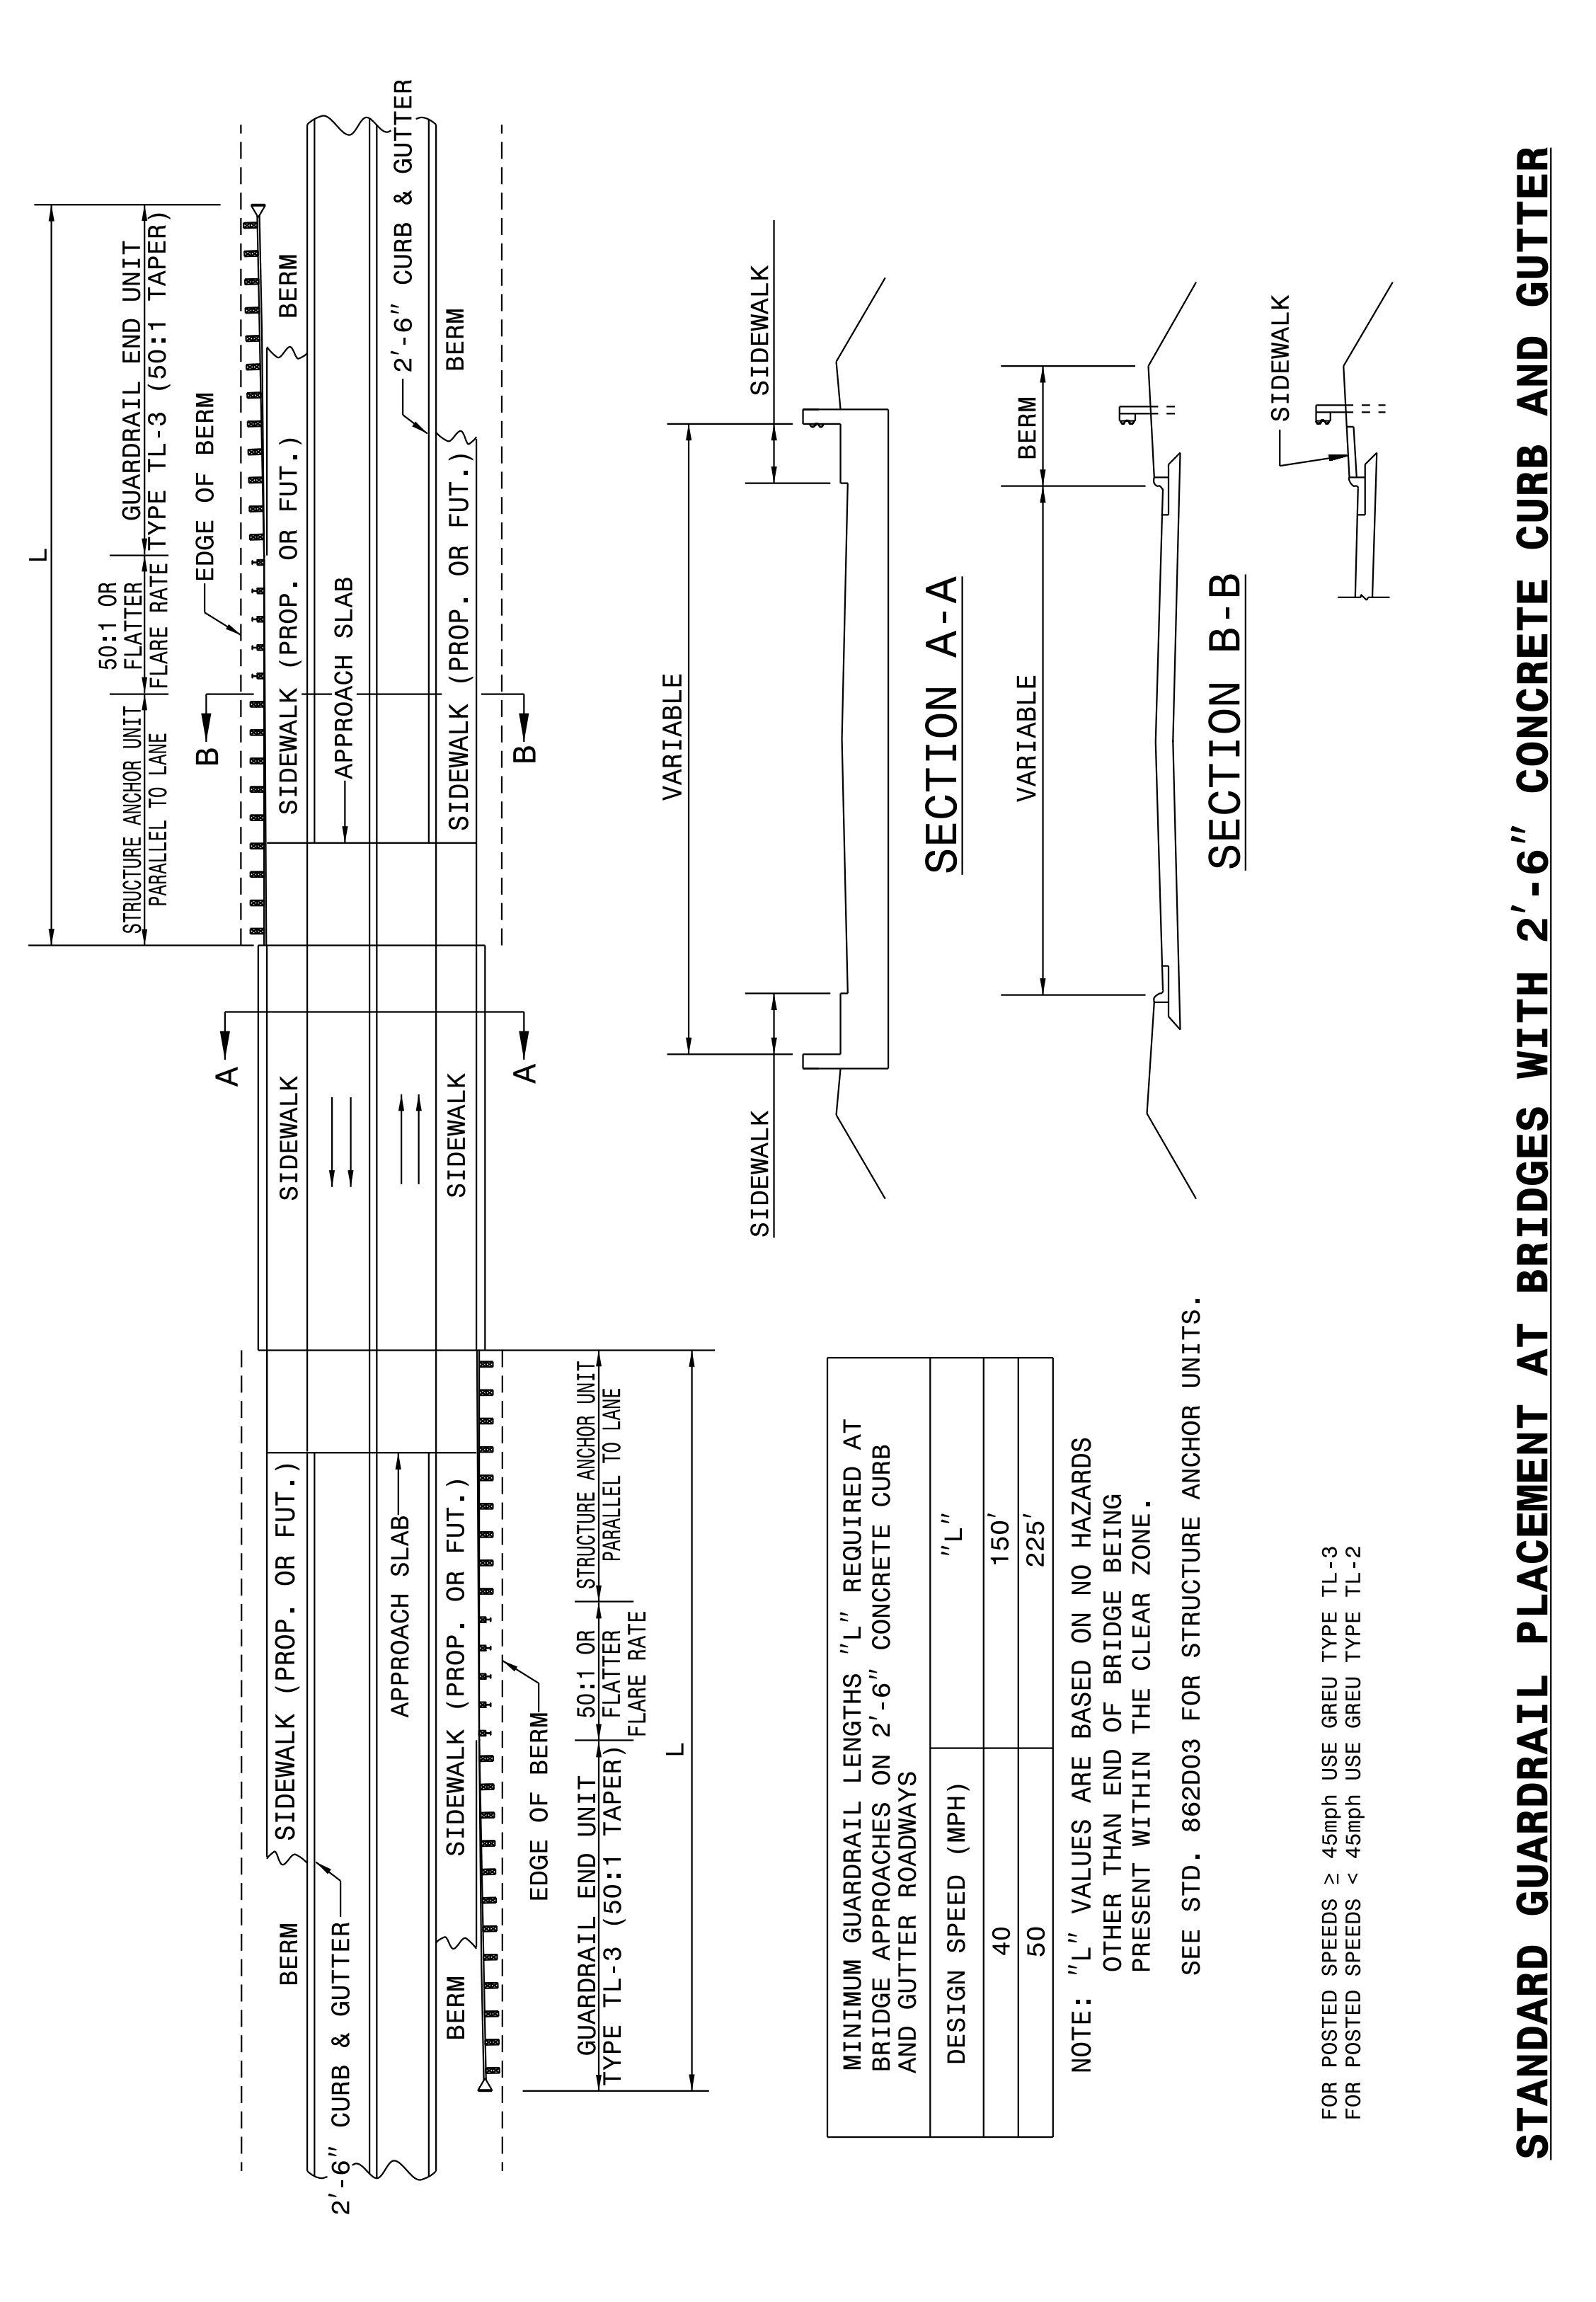 L
50:1 OR
FLATTER
FLARE RATE
STRUCTURE ANCHOR UNIT
PARALLEL TO LANE
GUARDRAIL END UNIT
TYPE TL-3 (50:1 TAPER)
EDGE OF BERM
B
A
SIDEWALK (PROP. OR FUT.)
BERM
SIDEWALK
SIDEWALK (PROP. OR FUT.)
BERM
2'-6" CURB & GUTTER
APPROACH SLAB
APPROACH SLAB
2'-6" CURB & GUTTER
BERM
SIDEWALK (PROP. OR FUT.)
SIDEWALK
SIDEWALK (PROP. OR FUT.)
BERM
A
B
EDGE OF BERM
GUARDRAIL END UNIT
TYPE TL-3 (50:1 TAPER)
50:1 OR
FLATTER
FLARE RATE
STRUCTURE ANCHOR UNIT
PARALLEL TO LANE
L
VARIABLE
SIDEWALK
SIDEWALK
SECTION A-A
VARIABLE
BERM
SECTION B-B
SIDEWALK
MINIMUM GUARDRAIL LENGTHS "L" REQUIRED AT
BRIDGE APPROACHES ON 2'-6" CONCRETE CURB
AND GUTTER ROADWAYS
DESIGN SPEED (MPH) "L"
40 150'
50 225'
NOTE: "L" VALUES ARE BASED ON NO HAZARDS
OTHER THAN END OF BRIDGE BEING
PRESENT WITHIN THE CLEAR ZONE.
SEE STD. 862D03 FOR STRUCTURE ANCHOR UNITS.
FOR POSTED SPEEDS ≥ 45mph USE GREU TYPE TL-3
FOR POSTED SPEEDS < 45mph USE GREU TYPE TL-2
STANDARD GUARDRAIL PLACEMENT AT BRIDGES WITH 2'-6" CONCRETE CURB AND GUTTER